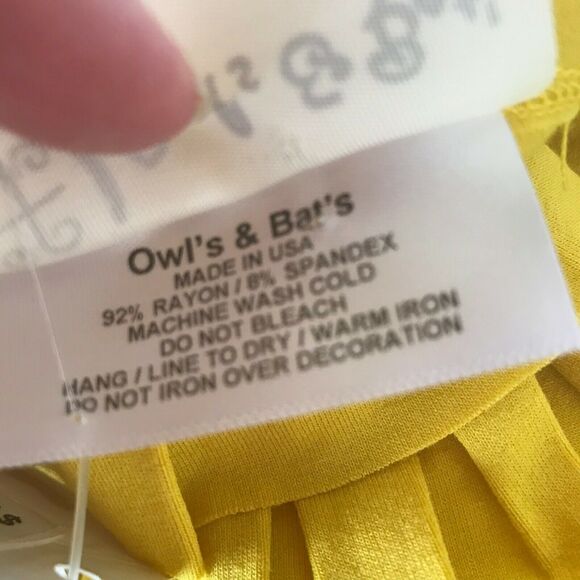 Owl's & Bat's
MADE IN USA
92% RAYON / 8% SPANDEX
MACHINE WASH COLD
DO NOT BLEACH
HANG / LINE TO DRY / WARM IRON
DO NOT IRON OVER DECORATION